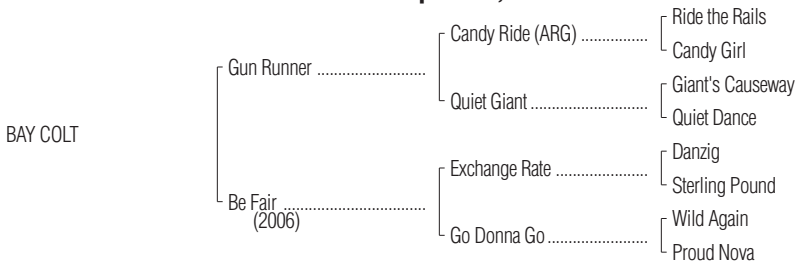 Ride the Rails
Candy Ride (ARG) ................
Candy Girl
Gun Runner ..........................
Giant's Causeway
Quiet Giant ............................
Quiet Dance
BAY COLT
Danzig
Exchange Rate ......................
Sterling Pound
Be Fair ..................................
(2006)
Wild Again
Go Donna Go ........................
Proud Nova